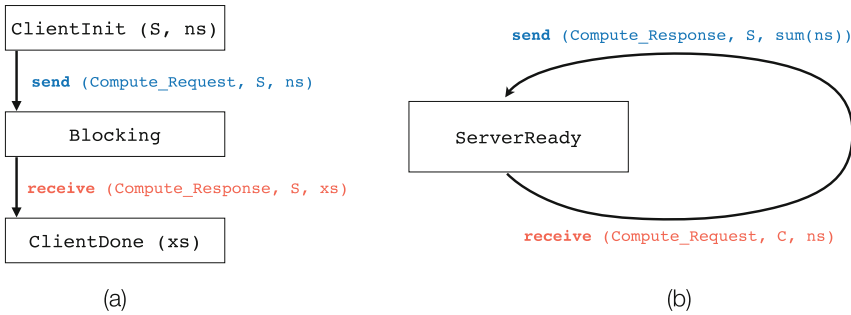 ClientInit (S, ns)
send (Compute_Request, S, ns)
Blocking
receive (Compute_Response, S, xs)
ClientDone (xs)
(a)
send (Compute_Response, S, sum(ns))
ServerReady
receive (Compute_Request, C, ns)
(b)